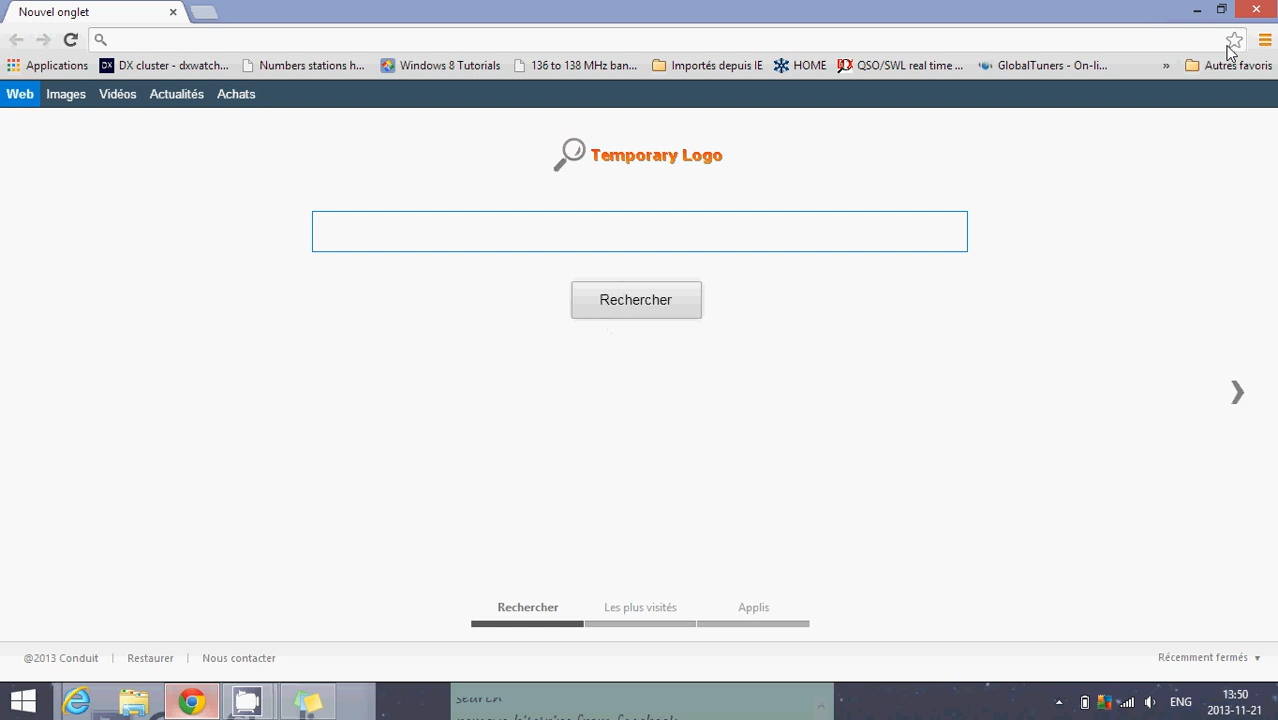 Nouvel onglet
Applications DX DX cluster - dxwatch... Numbers stations h... Windows 8 Tutorials 136 to 138 MHz ban... Importés depuis IE HOME QSO/SWL real time ... GlobalTuners - On-li... » Autres favoris
Web Images Vidéos Actualités Achats
Temporary Logo
Rechercher
Rechercher Les plus visités Applis
@2013 Conduit | Restaurer | Nous contacter Récemment fermés
search
ENG
13:50
2013-11-21